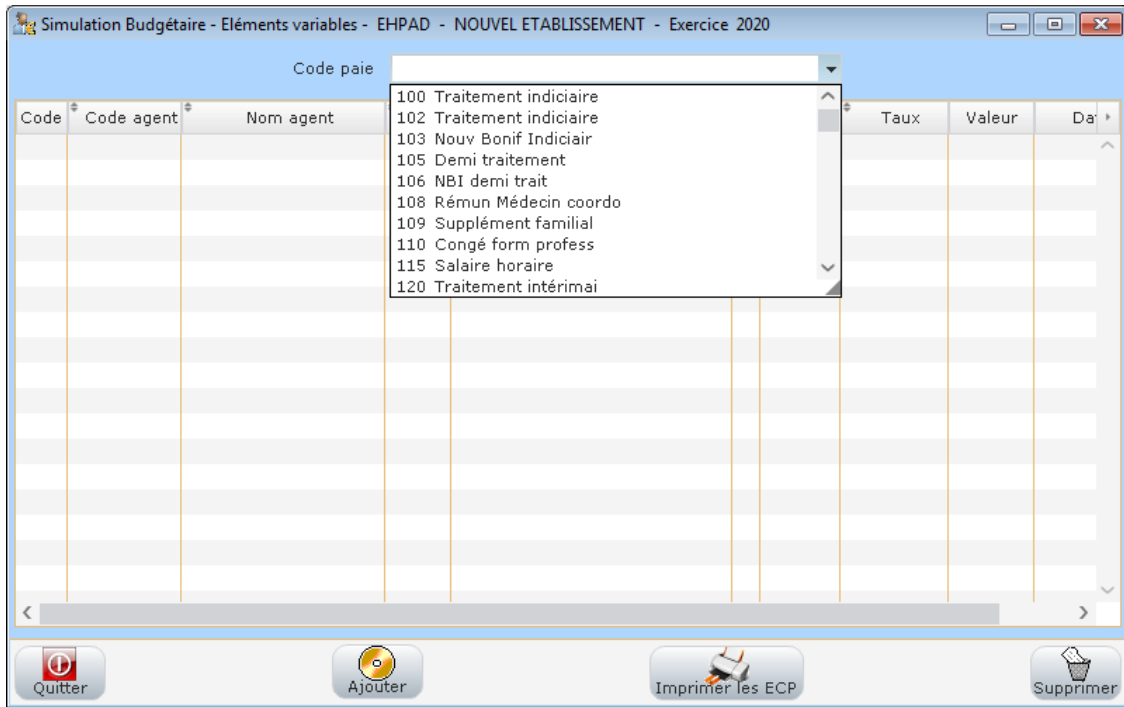 Simulation Budgétaire - Eléments variables - EHPAD - NOUVEL ETABLISSEMENT - Exercice 2020
Code paie
100 Traitement indiciaire
102 Traitement indiciaire
103 Nouv Bonif Indiciair
105 Demi traitement
106 NBI demi trait
108 Rémun Médecin coordo
109 Supplément familial
110 Congé form profess
115 Salaire horaire
120 Traitement intérimai
Code Code agent Nom agent Taux Valeur Da
Quitter Ajouter Imprimer les ECP Supprimer